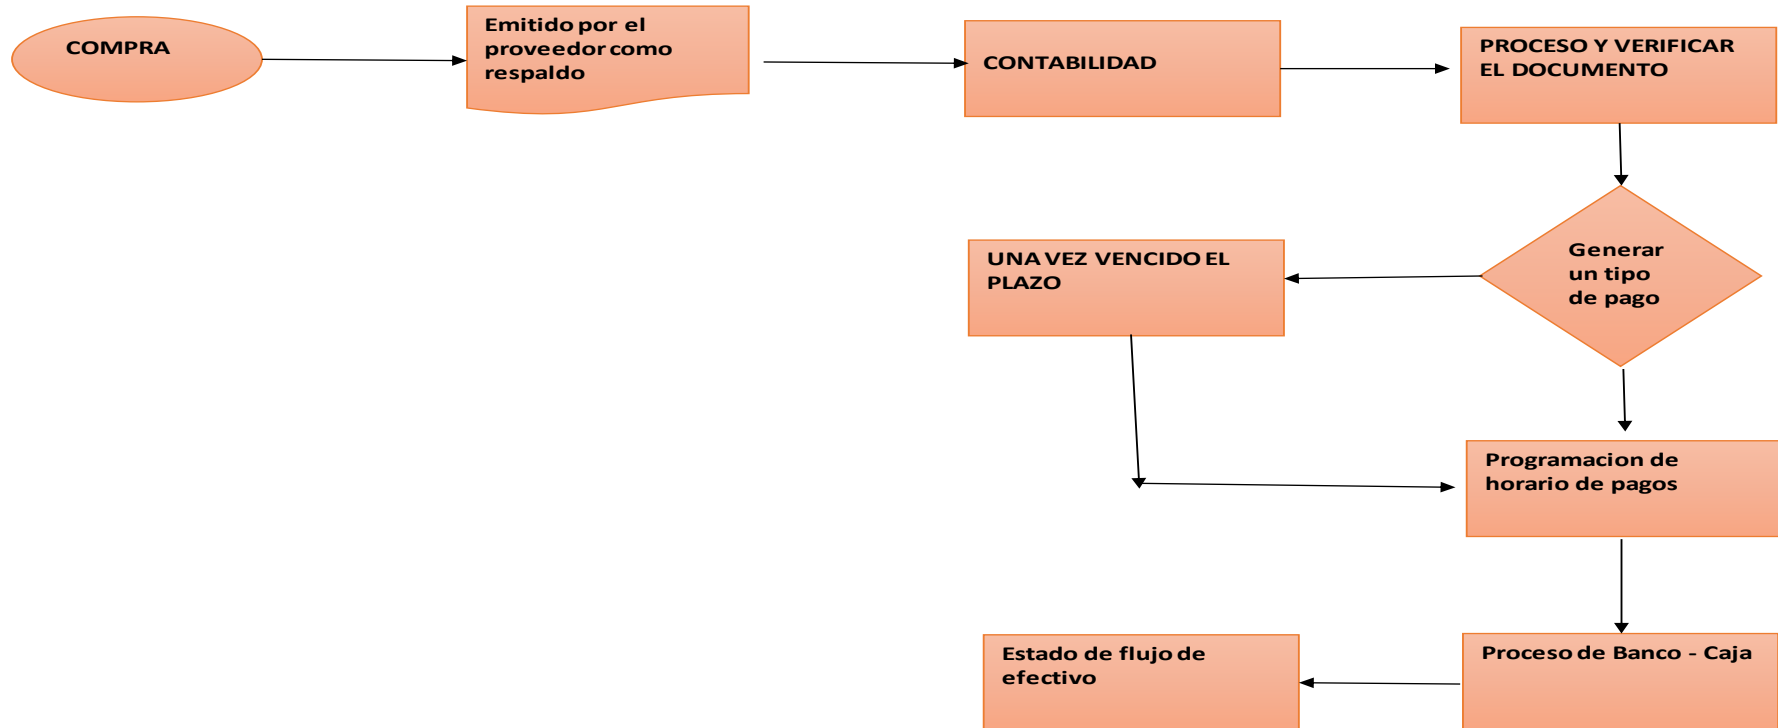 COMPRA
Emitido por el
proveedor como
respaldo
CONTABILIDAD
PROCESO Y VERIFICAR
EL DOCUMENTO
Generar
un tipo
de pago
UNA VEZ VENCIDO EL
PLAZO
Programacion de
horario de pagos
Proceso de Banco - Caja
Estado de flujo de
efectivo